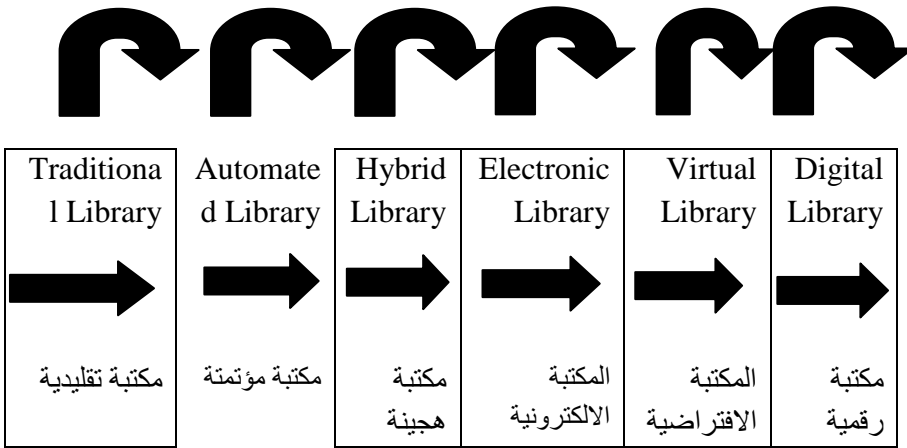 Traditiona
l Library
Automate
d Library
Hybrid
Library
Electronic
Library
Virtual
Library
Digital
Library
مكتبة تقليدية
مكتبة مؤتمتة
مكتبة
هجينة
المكتبة
الالكترونية
المكتبة
الافتراضية
مكتبة
رقمية